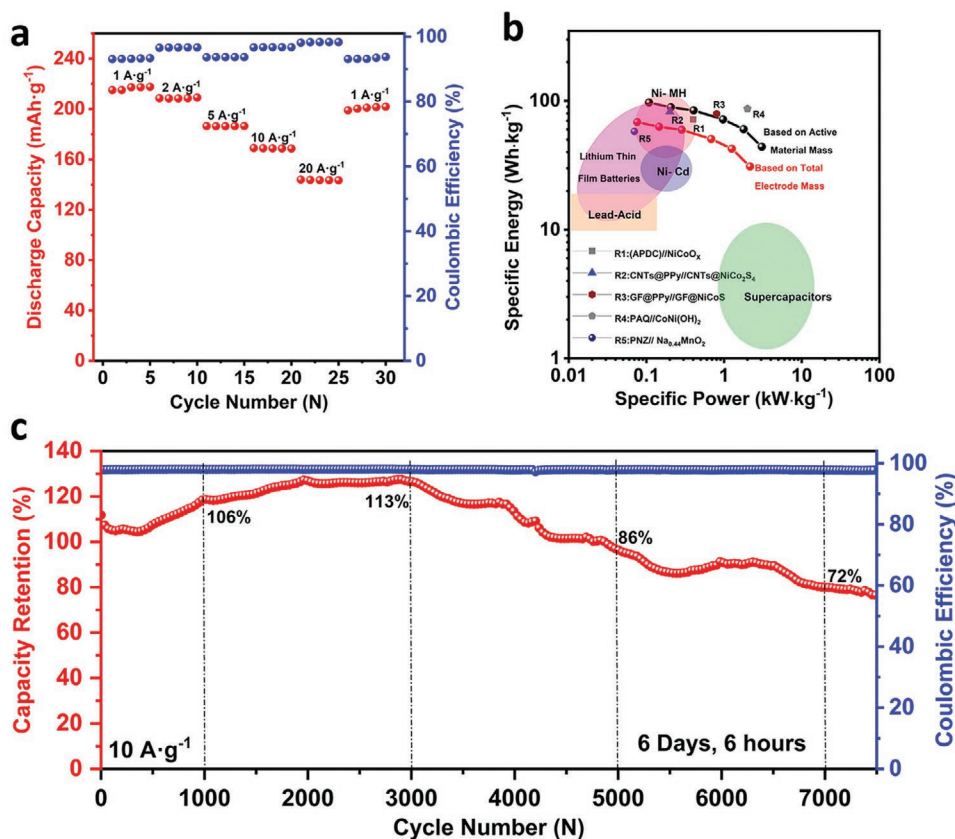 a
Discharge Capacity (mAh·g-1)
240
200
160
120
80
40
0
1 A·g-1
2 A·g-1
5 A·g-1
10 A·g-1
20 A·g-1
1 A·g-1
100
80
60
40
20
0
Coulombic Efficiency (%)
0 5 10 15 20 25 30
Cycle Number (N)
b
Specific Energy (Wh·kg-1)
100
10
1
Ni- MH
R3
R4
R2
R1
R5
Based on Active
Material Mass
Based on Total
Electrode Mass
Lithium Thin
Film Batteries
Ni- Cd
Lead-Acid
R1:(APDC)//NiCoOx
R2:CNTs@PPy//CNTs@NiCo2S4
R3:GF@PPy//GF@NiCoS
R4:PAQ//CoNi(OH)2
R5:PNZ// Na0.44MnO2
Supercapacitors
0.01 0.1 1 10 100
Specific Power (kW·kg-1)
c
Capacity Retention (%)
140
120
100
80
60
40
20
0
106%
113%
86%
72%
10 A·g-1
6 Days, 6 hours
100
80
60
40
20
0
Coulombic Efficiency (%)
0 1000 2000 3000 4000 5000 6000 7000
Cycle Number (N)